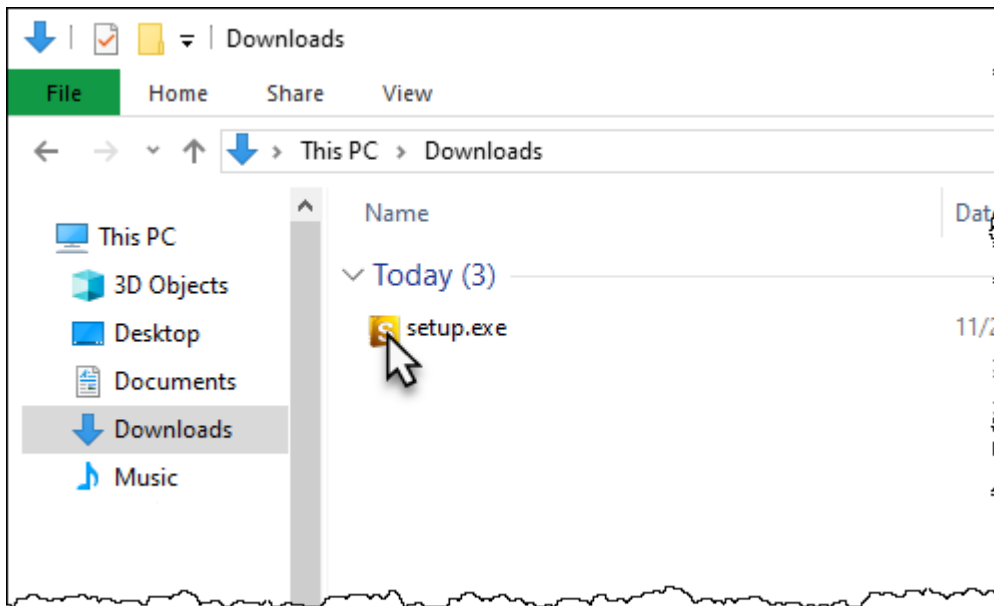 Downloads
File Home Share View
This PC > Downloads
Name
This PC
3D Objects
Desktop
Documents
Downloads
Music
Today (3)
setup.exe